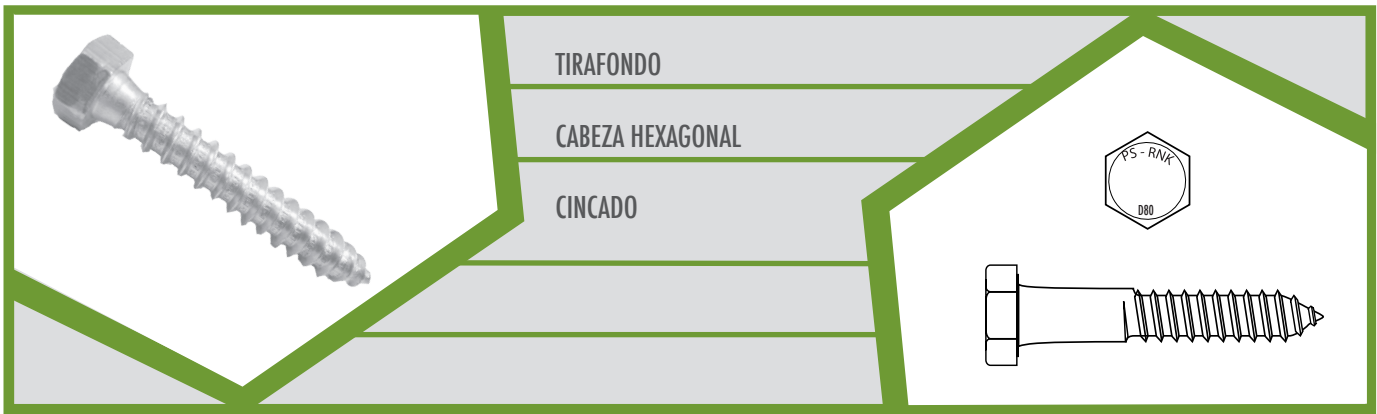 TIRAFONDO
CABEZA HEXAGONAL
CINCADO
PS - RNK
D80